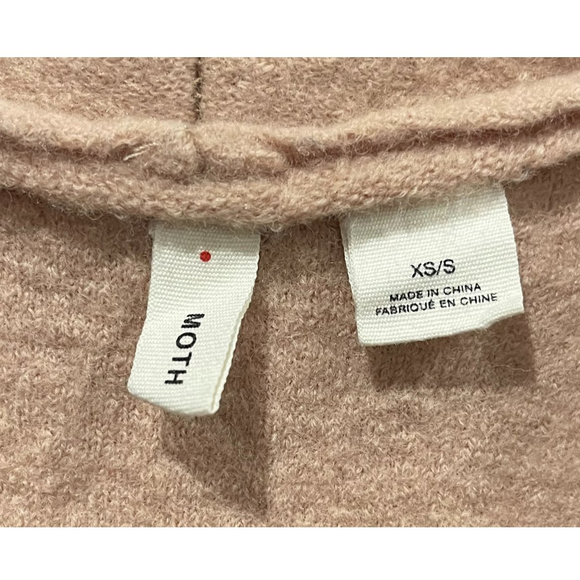 MOTH
XS/S
MADE IN CHINA
FABRIQUÉ EN CHINE